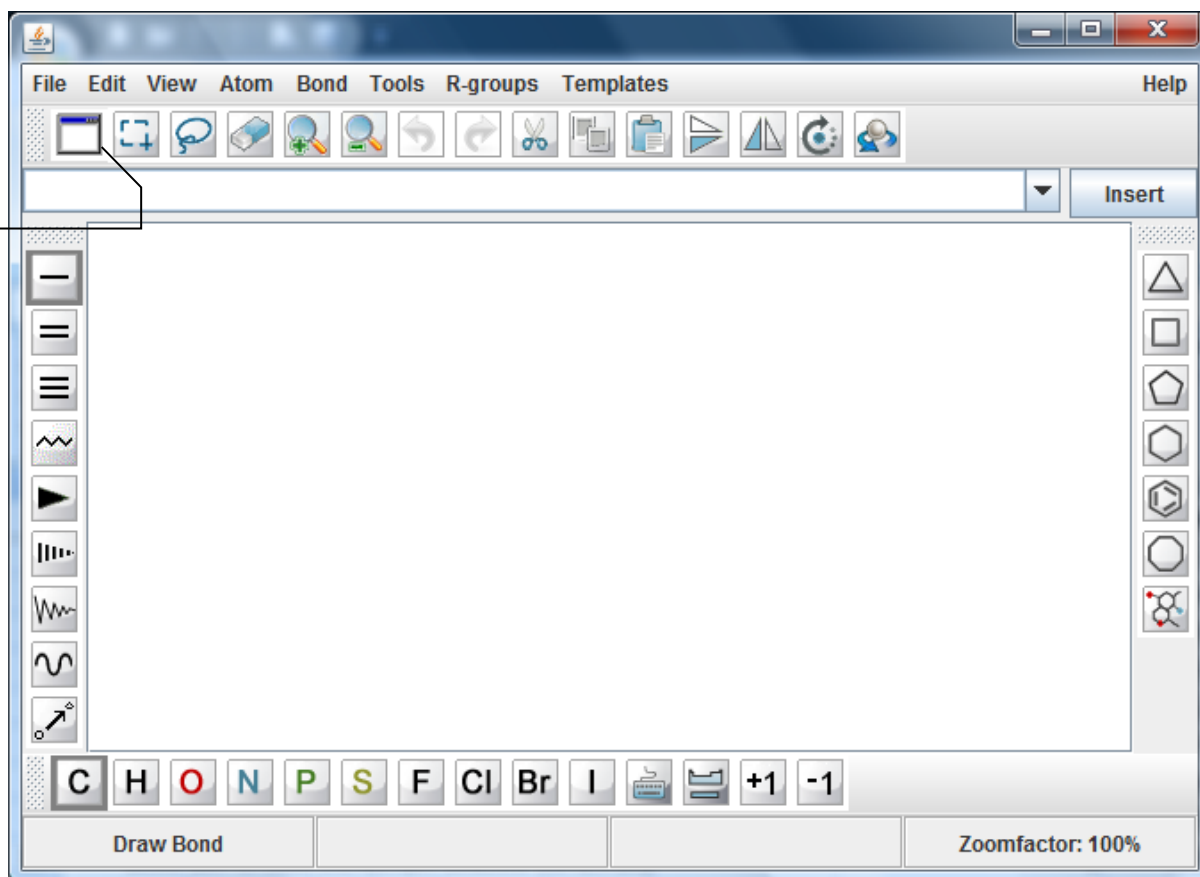 File Edit View Atom Bond Tools R-groups Templates Help
Insert
C H O N P S F Cl Br I +1 -1
Draw Bond Zoomfactor: 100%